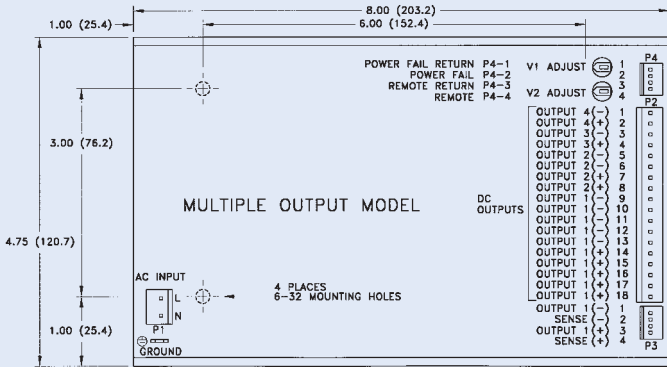 8.00 (203.2)
1.00 (25.4)
6.00 (152.4)
POWER FAIL RETURN P4-1
POWER FAIL P4-2
REMOTE RETURN P4-3
REMOTE P4-4
V1 ADJUST
V2 ADJUST
1
2
3
4
P4
P2
3.00 (76.2)
4.75 (120.7)
1.00 (25.4)
MULTIPLE OUTPUT MODEL
DC
OUTPUTS
OUTPUT 4(-) 1
OUTPUT 4(+) 2
OUTPUT 3(-) 3
OUTPUT 3(+) 4
OUTPUT 2(-) 5
OUTPUT 2(-) 6
OUTPUT 2(+) 7
OUTPUT 2(+) 8
OUTPUT 1(-) 9
OUTPUT 1(-) 10
OUTPUT 1(-) 11
OUTPUT 1(-) 12
OUTPUT 1(-) 13
OUTPUT 1(+) 14
OUTPUT 1(+) 15
OUTPUT 1(+) 16
OUTPUT 1(+) 17
OUTPUT 1(+) 18
OUTPUT 1(-) 1
SENSE(-) 2
OUTPUT 1(+) 3
SENSE(+) 4
P3
AC INPUT
L
N
P1
GROUND
4 PLACES
6-32 MOUNTING HOLES